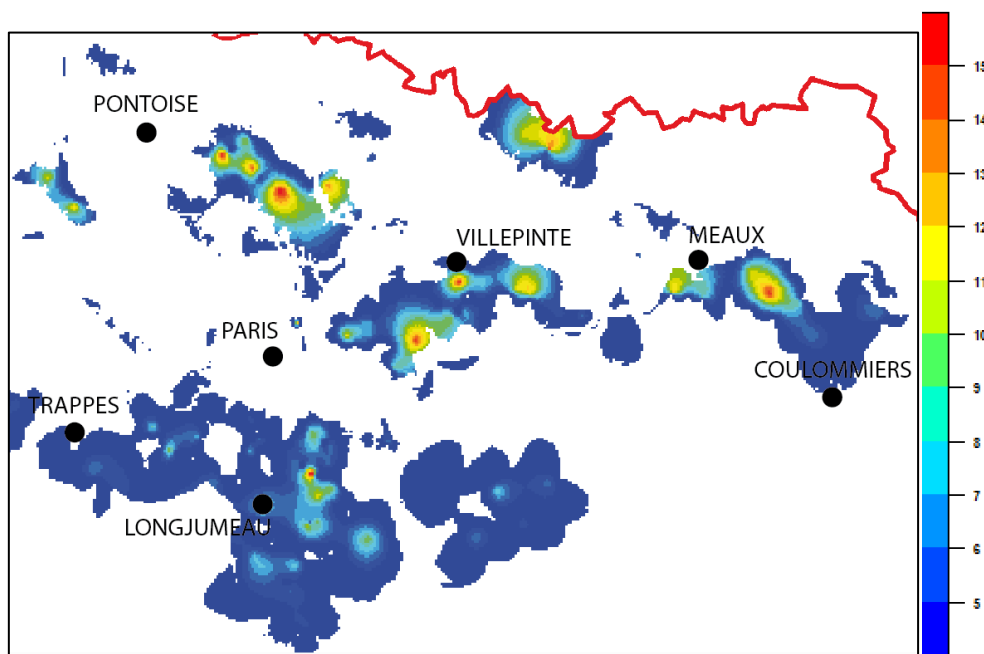 PONTOISE
VILLEPINTE
MEAUX
PARIS
COULOMMIERS
TRAPPES
LONGJUMEAU
15
14
13
12
11
10
9
8
7
6
5